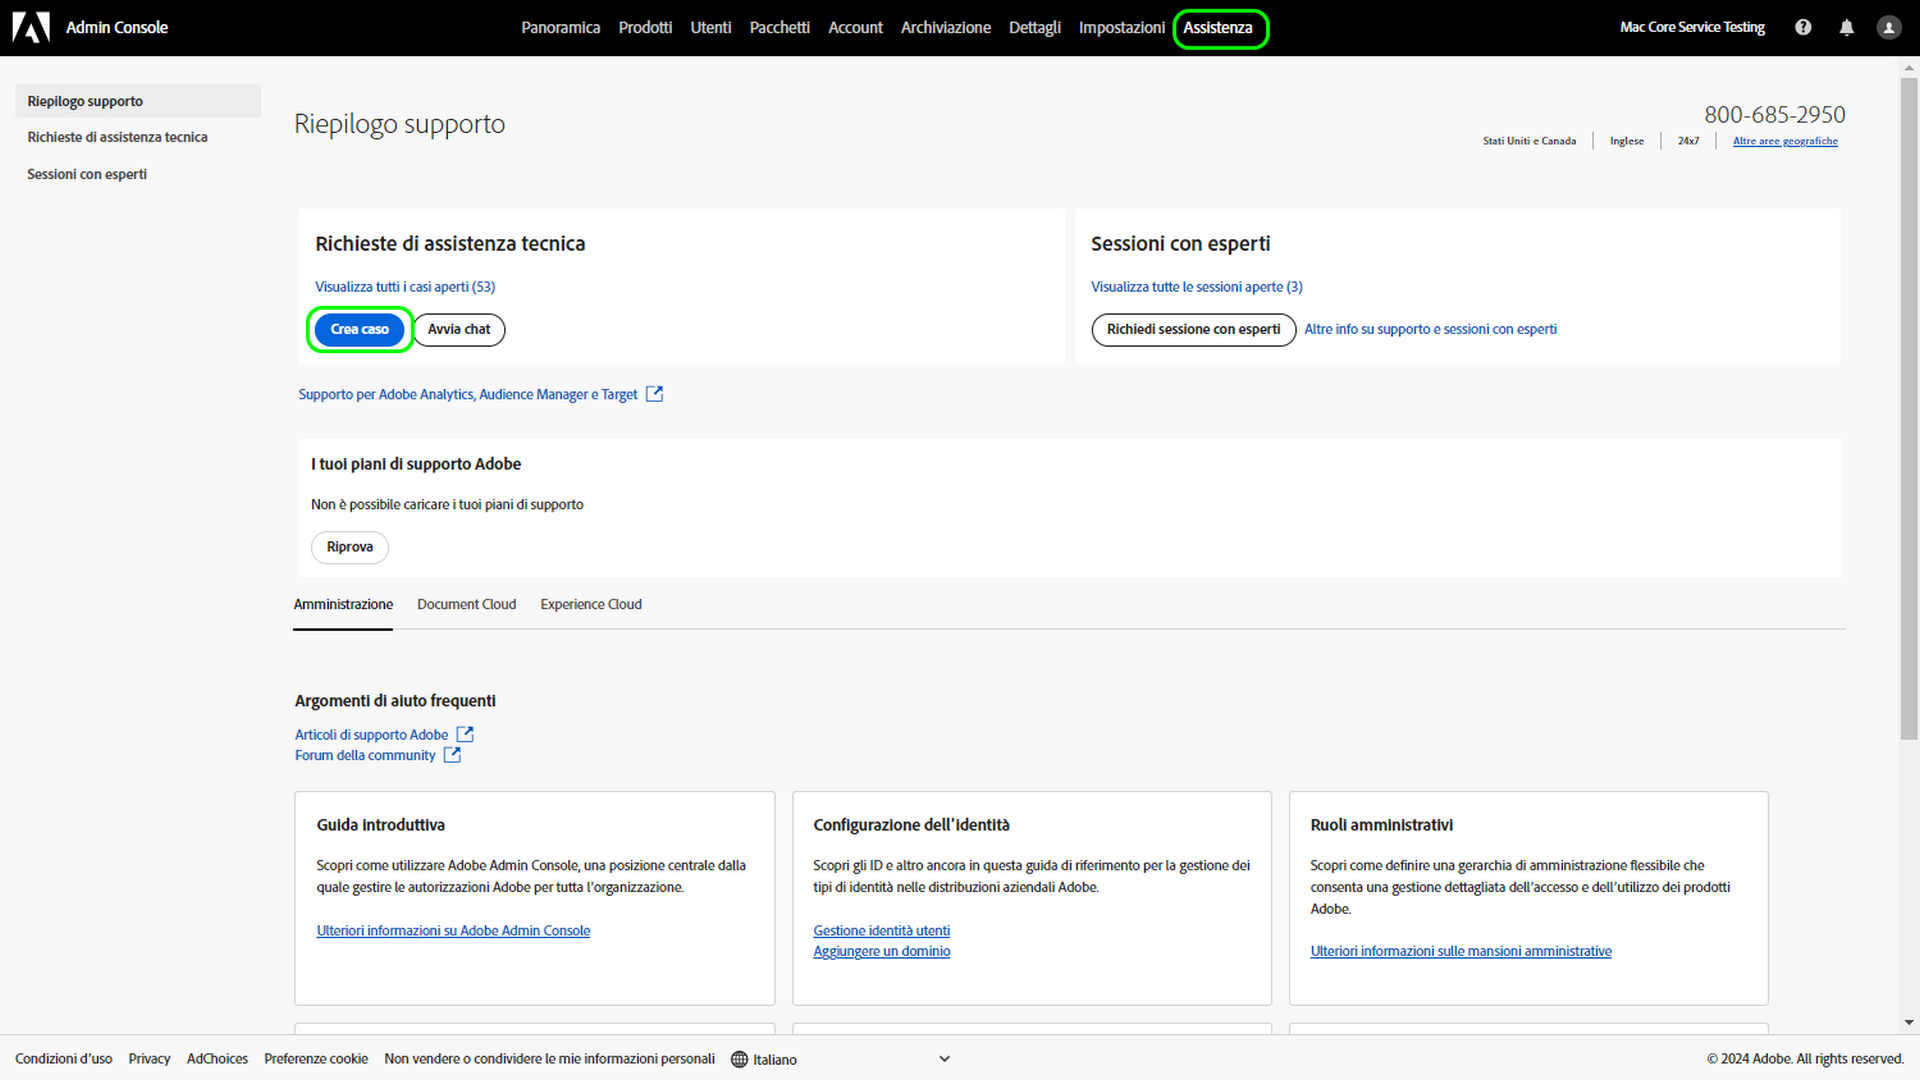 Admin Console
Panoramica Prodotti Utenti Pacchetti Account Archiviazione Dettagli Impostazioni Assistenza
Mac Core Service Testing
Riepilogo supporto
Richieste di assistenza tecnica
Sessioni con esperti
Riepilogo supporto
800-685-2950
Stati Uniti e Canada Inglese 24x7 Altre aree geografiche
Richieste di assistenza tecnica
Visualizza tutti i casi aperti (53)
Crea caso Avvia chat
Sessioni con esperti
Visualizza tutte le sessioni aperte (3)
Richiedi sessione con esperti Altre info su supporto e sessioni con esperti
Supporto per Adobe Analytics, Audience Manager e Target
I tuoi piani di supporto Adobe
Non è possibile caricare i tuoi piani di supporto
Riprova
Amministrazione Document Cloud Experience Cloud
Argomenti di aiuto frequenti
Articoli di supporto Adobe
Forum della community
Guida introduttiva
Scopri come utilizzare Adobe Admin Console, una posizione centrale dalla
quale gestire le autorizzazioni Adobe per tutta l'organizzazione.
Ulteriori informazioni su Adobe Admin Console
Configurazione dell'identità
Scopri gli ID e altro ancora in questa guida di riferimento per la gestione dei
tipi di identità nelle distribuzioni aziendali Adobe.
Gestione identità utenti
Aggiungere un dominio
Ruoli amministrativi
Scopri come definire una gerarchia di amministrazione flessibile che
consenta una gestione dettagliata dell'accesso e dell'utilizzo dei prodotti
Adobe.
Ulteriori informazioni sulle mansioni amministrative
Condizioni d'uso Privacy AdChoices Preferenze cookie Non vendere o condividere le mie informazioni personali Italiano
© 2024 Adobe. All rights reserved.